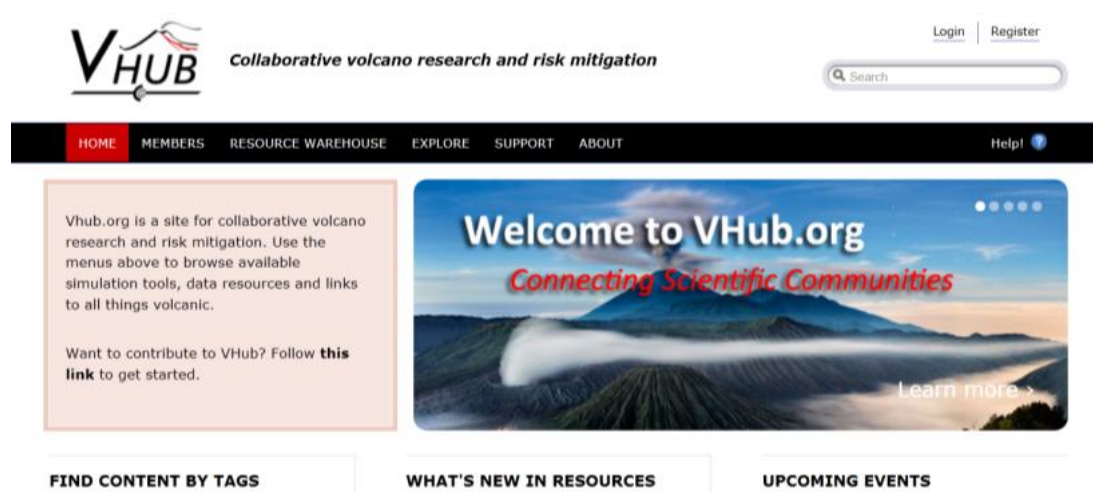 VHUB
Collaborative volcano research and risk mitigation
Login
Register
Search
HOME MEMBERS RESOURCE WAREHOUSE EXPLORE SUPPORT ABOUT
Help!
Vhub.org is a site for collaborative volcano
research and risk mitigation. Use the
menus above to browse available
simulation tools, data resources and links
to all things volcanic.
Want to contribute to VHub? Follow this
link to get started.
Welcome to VHub.org
Connecting Scientific Communities
Learn more ›
FIND CONTENT BY TAGS
WHAT'S NEW IN RESOURCES
UPCOMING EVENTS